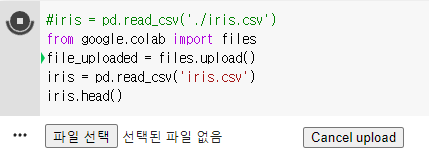 #iris = pd.read_csv('./iris.csv')
from google.colab import files
file_uploaded = files.upload()
iris = pd.read_csv('iris.csv')
iris.head()
파일 선택 선택된 파일 없음 Cancel upload